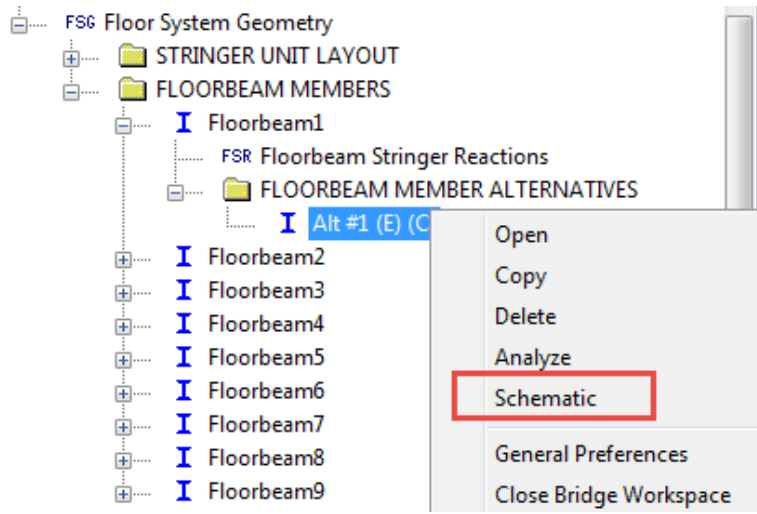 FSG Floor System Geometry
STRINGER UNIT LAYOUT
FLOORBEAM MEMBERS
Floorbeam1
FSR Floorbeam Stringer Reactions
FLOORBEAM MEMBER ALTERNATIVES
Alt #1 (E) (C
Floorbeam2
Floorbeam3
Floorbeam4
Floorbeam5
Floorbeam6
Floorbeam7
Floorbeam8
Floorbeam9
Open
Copy
Delete
Analyze
Schematic
General Preferences
Close Bridge Workspace